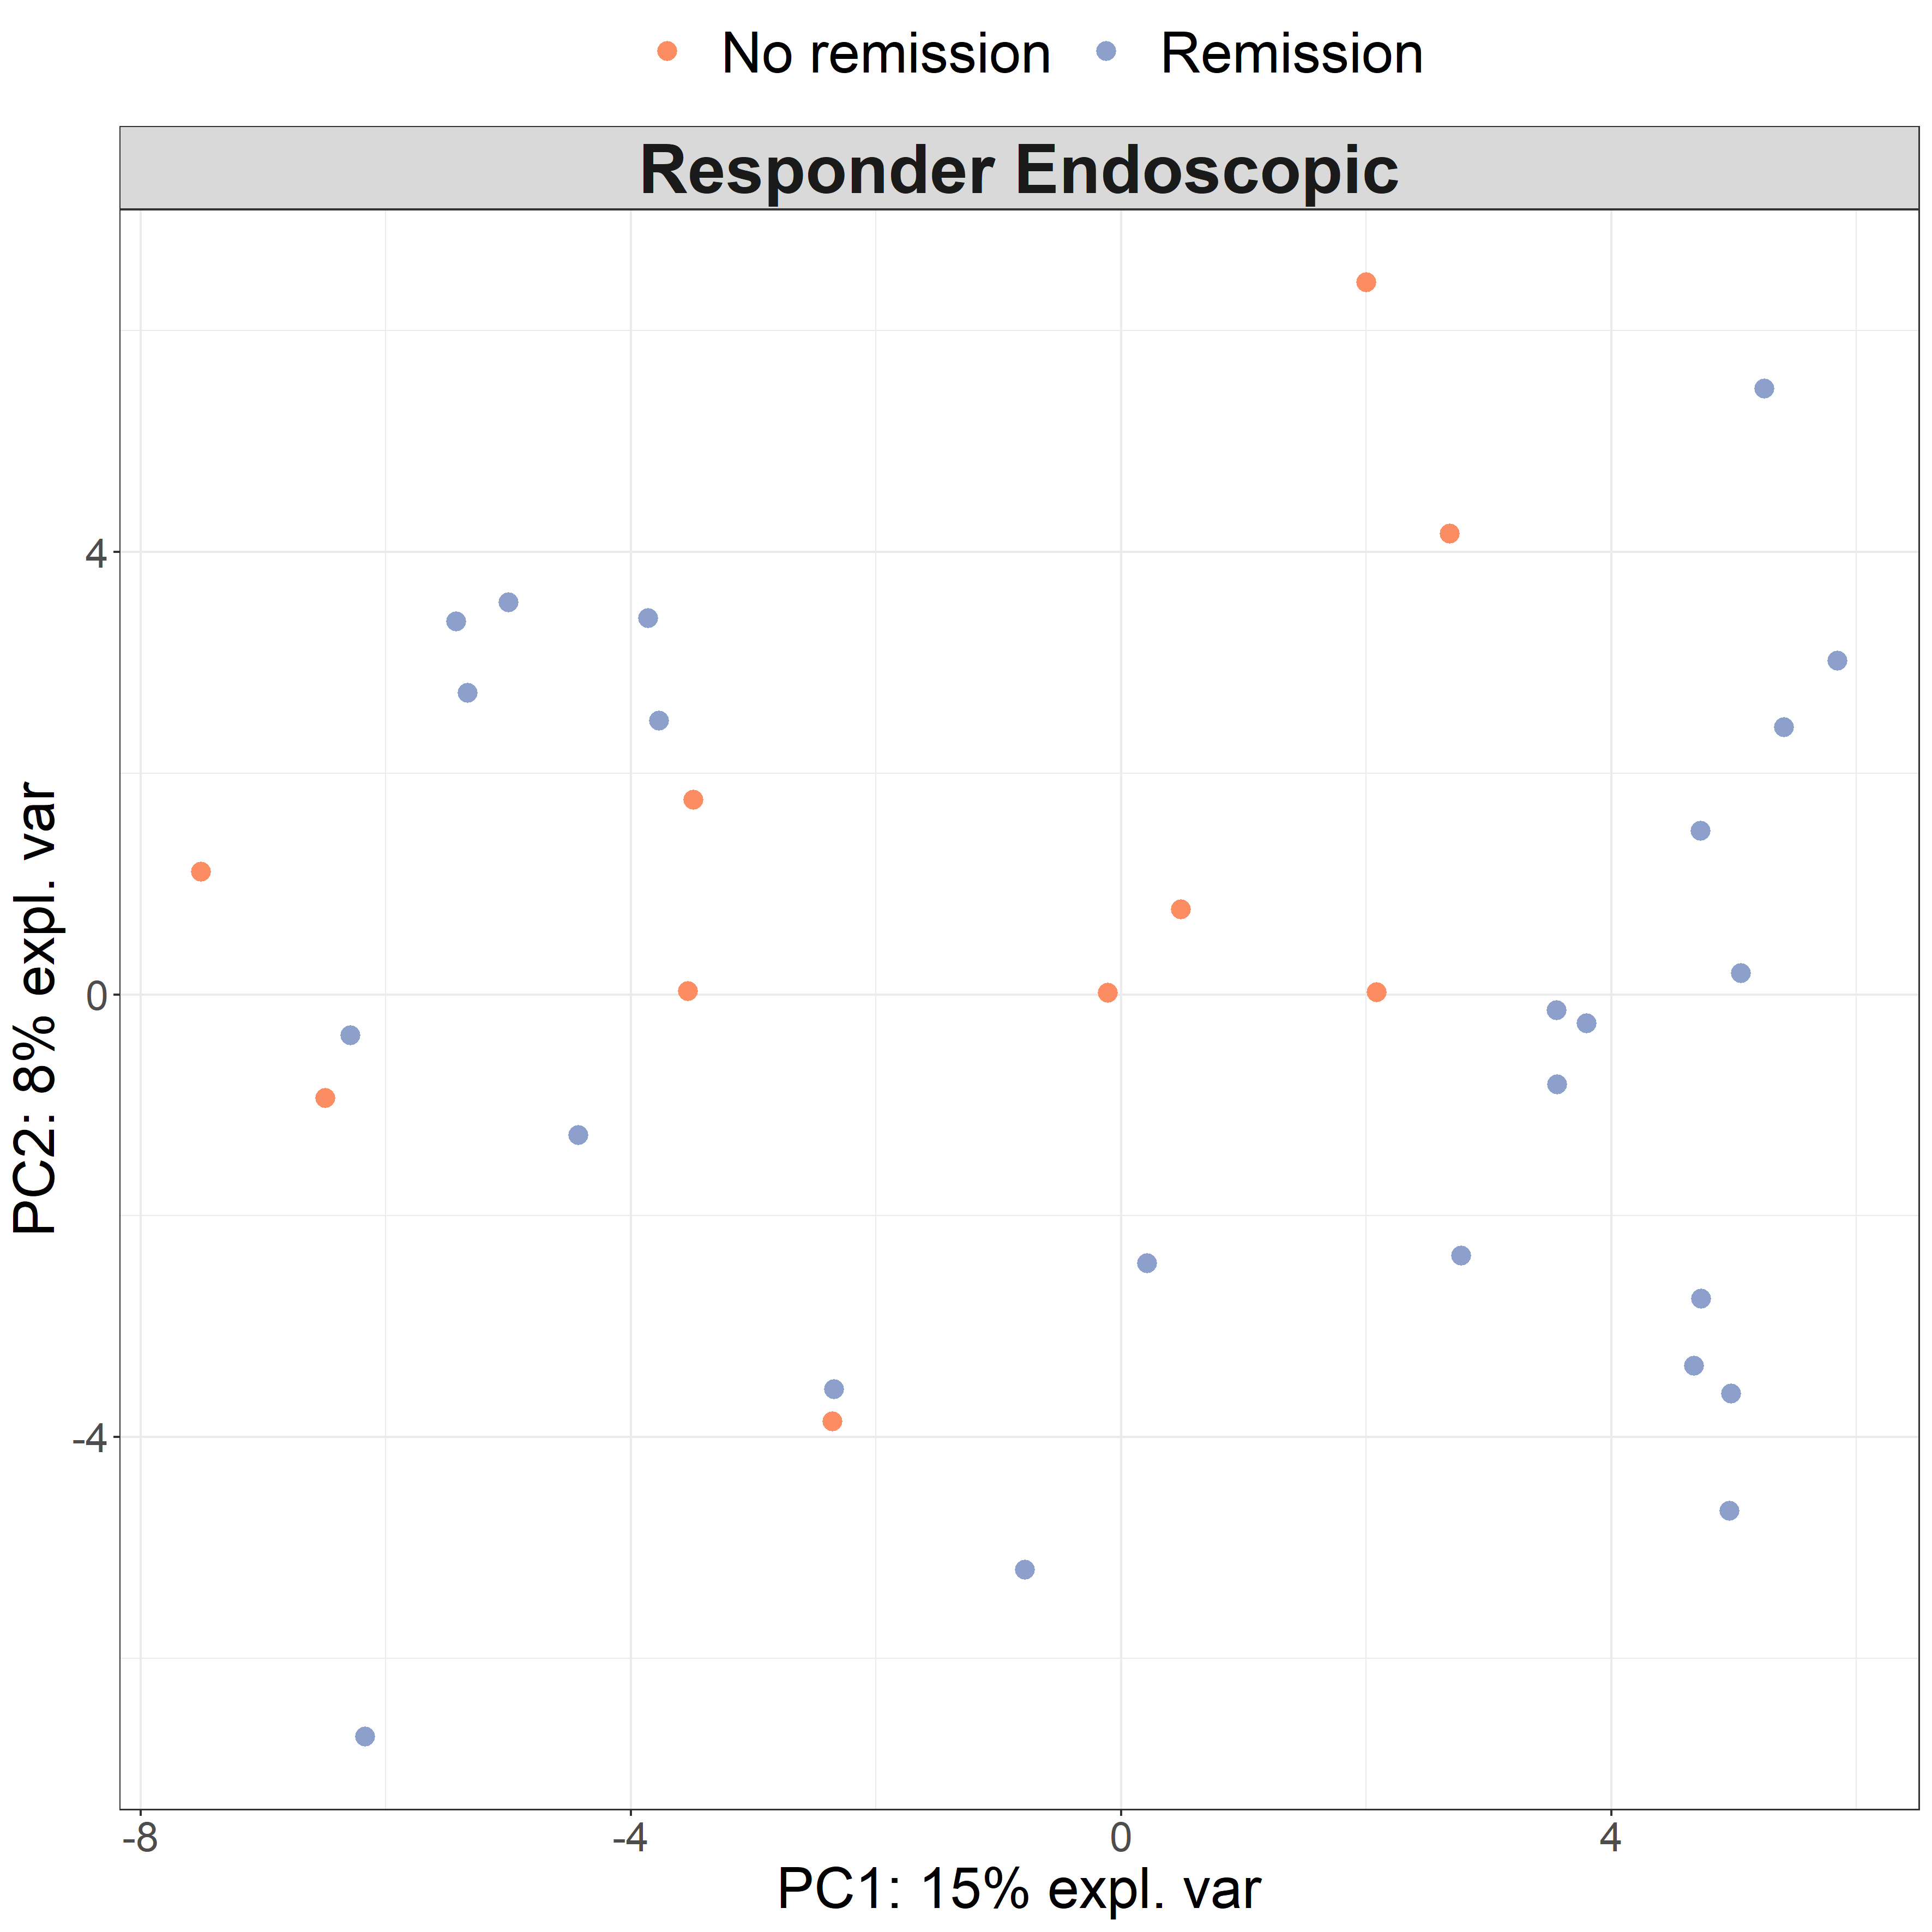 No remission Remission
Responder Endoscopic
4
0
-4
-8 -4 0 4
PC2: 8% expl. var
PC1: 15% expl. var